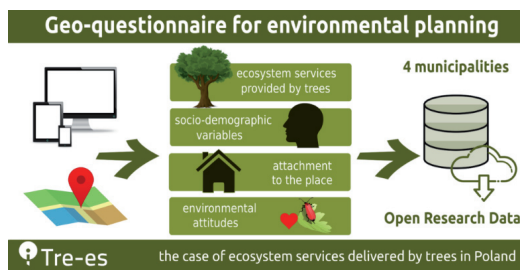 Geo-questionnaire for environmental planning
ecosystem services
provided by trees
socio-demographic
variables
attachment
to the place
environmental
attitudes
4 municipalities
Open Research Data
Tre-es
the case of ecosystem services delivered by trees in Poland